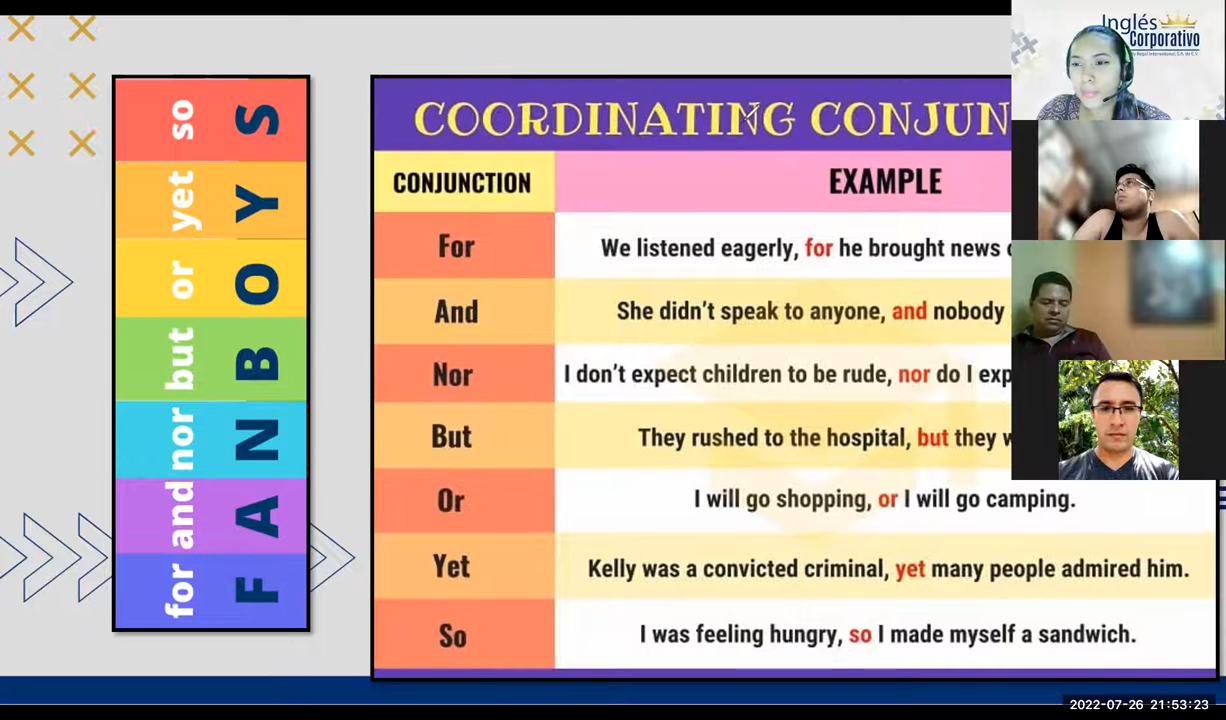 Inglés
Corporativo
so
yet
or
but
nor
and
for
S
Y
O
B
N
A
F
COORDINATING CONJUN
CONJUNCTION EXAMPLE
For We listened eagerly, for he brought news
And She didn't speak to anyone, and nobody
Nor I don't expect children to be rude, nor do I exp
But They rushed to the hospital, but they w
Or I will go shopping, or I will go camping.
Yet Kelly was a convicted criminal, yet many people admired him.
So I was feeling hungry, so I made myself a sandwich.
2022-07-26 21:53:23